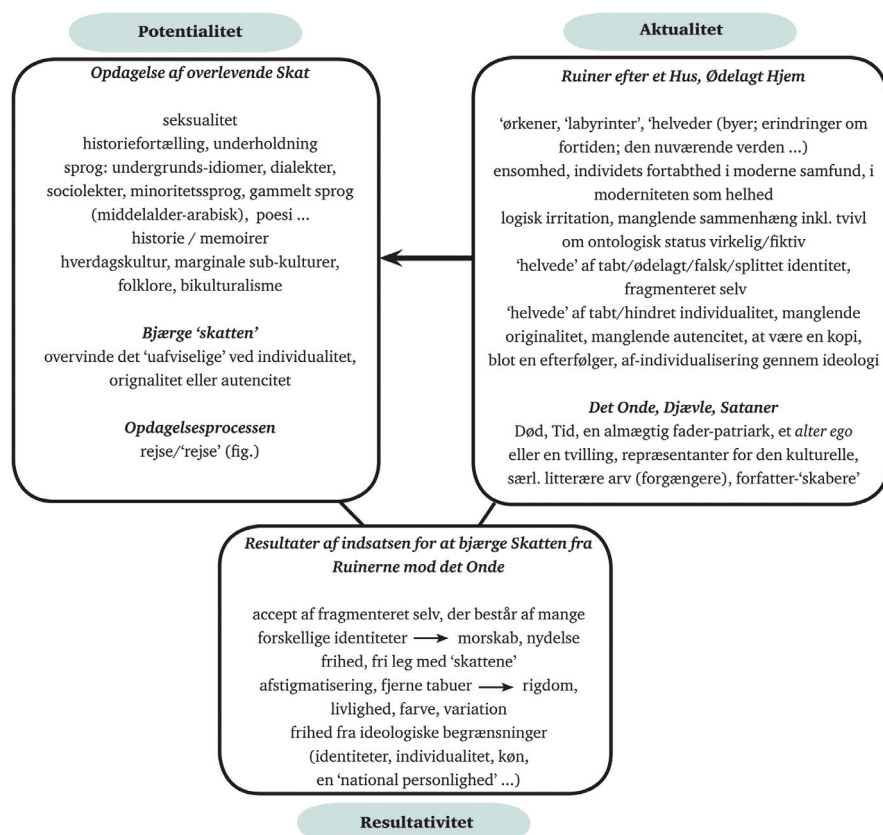 Potentialitet
Opdagelse af overlevende Skat
seksualitet
historiefortælling, underholdning
sprog: undergrunds-idiomer, dialekter,
sociolekter, minoritetssprog, gammelt sprog
(middelalder-arabisk), poesi ...
historie / memoirer
hverdagskultur, marginale sub-kulturer,
folklore, bikulturalisme
Bjærge ‘skatten’
overvinde det ‘uafviselige’ ved individualitet,
orignalitet eller autencitet
Opdagelsesprocessen
rejse/‘rejse’ (fig.)
Aktualitet
Ruiner efter et Hus, Ødelagt Hjem
‘ørkener, ‘labyrinter’, ‘helveder (byer; erindringer om
fortiden; den nuværende verden ...)
ensomhed, individets fortabthed i moderne samfund, i
moderniteten som helhed
logisk irritation, manglende sammenhæng inkl. tvivl
om ontologisk status virkelig/fiktiv
‘helvede’ af tabt/ødelagt/falsk/splittet identitet,
fragmenteret selv
‘helvede’ af tabt/hindret individualitet, manglende
originalitet, manglende autencitet, at være en kopi,
blot en efterfølger, af-individualisering gennem ideologi
Det Onde, Djævle, Sataner
Død, Tid, en almægtig fader-patriark, et alter ego
eller en tvilling, repræsentanter for den kulturelle,
særl. litterære arv (forgængere), forfatter-‘skabere’
Resultater af indsatsen for at bjærge Skatten fra
Ruinerne mod det Onde
accept af fragmenteret selv, der består af mange
forskellige identiteter → morskab, nydelse
frihed, fri leg med ‘skattene’
afstigmatisering, fjerne tabuer → rigdom,
livlighed, farve, variation
frihed fra ideologiske begrænsninger
(identiteter, individualitet, køn,
en ‘national personlighed’ ...)
Resultativitet